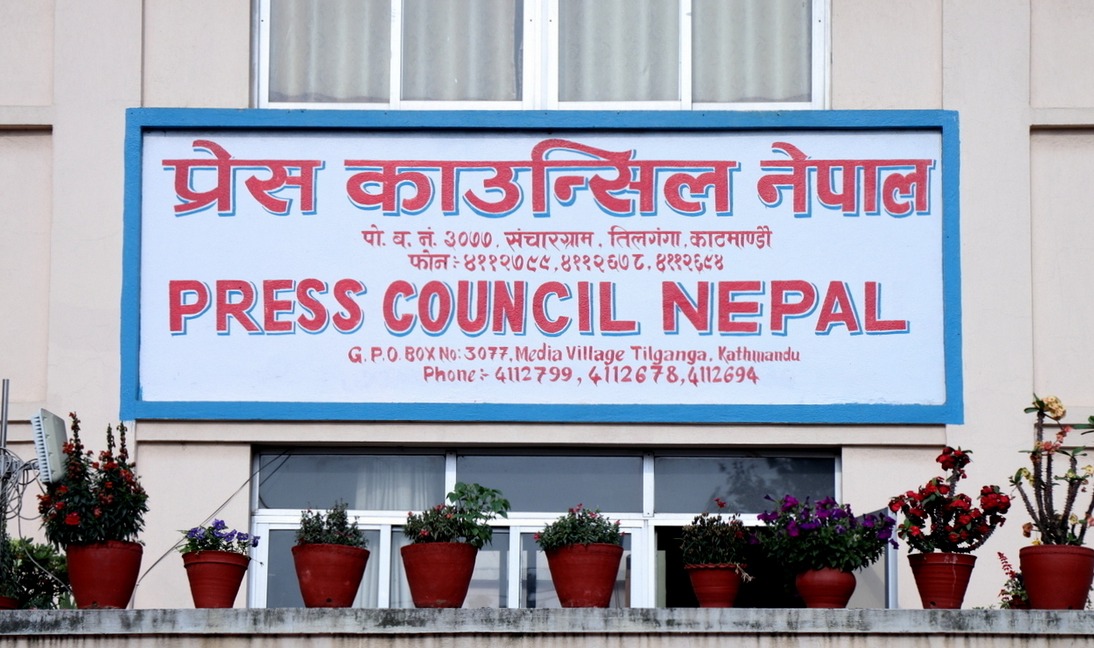 प्रेस काउन्सिल नेपाल
पो. व. नं. ३०७७. संचारग्राम. तिलगंगा.काठमाण्डौ
फोन:- ४११२७९९,४११२६७८,४११२६९४
PRESS COUNCIL NEPAL
G.P.O. BOX No: 3077, Media Village Tilganga. Kathmandu
Phone:- 4112799, 4112678,4112694